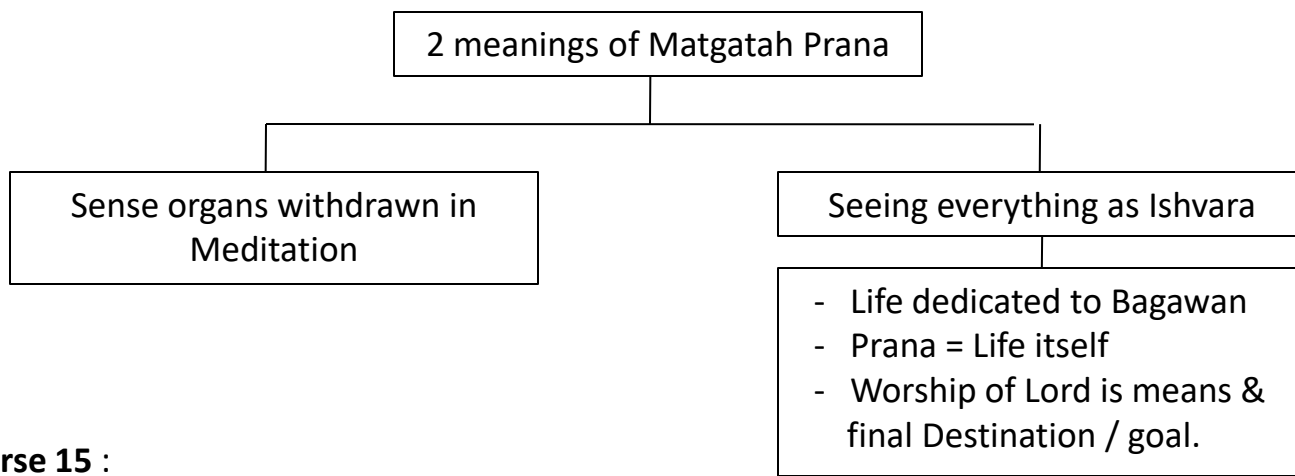 2 meanings of Matgatah Prana
Sense organs withdrawn in
Meditation
Seeing everything as Ishvara
- Life dedicated to Bagawan
- Prana = Life itself
- Worship of Lord is means &
final Destination / goal.
rse 15 :